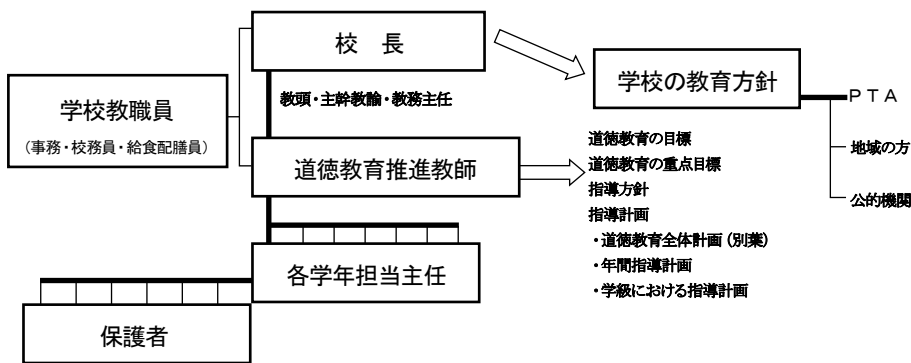 校 長
教頭・主幹教諭・教務主任
学校教職員
（事務・校務員・給食配膳員）
道徳教育推進教師
各学年担当主任
保護者
学校の教育方針
ＰＴＡ
地域の方
公的機関
道徳教育の目標
道徳教育の重点目標
指導方針
指導計画
・道徳教育全体計画（別葉）
・年間指導計画
・学級における指導計画